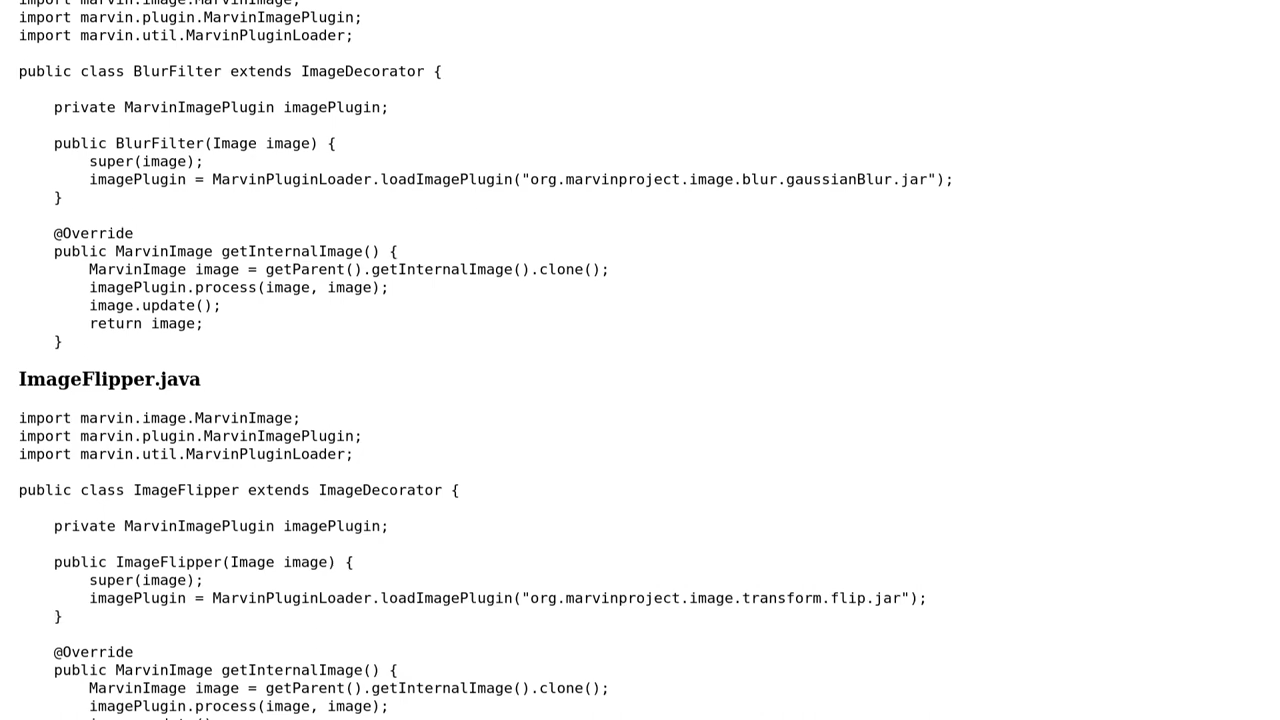 import marvin.image.MarvinImage;
import marvin.plugin.MarvinImagePlugin;
import marvin.util.MarvinPluginLoader;
public class BlurFilter extends ImageDecorator {
private MarvinImagePlugin imagePlugin;
public BlurFilter(Image image) {
super(image);
imagePlugin = MarvinPluginLoader.loadImagePlugin("org.marvinproject.image.blur.gaussianBlur.jar");
}
@Override
public MarvinImage getInternalImage() {
MarvinImage image = getParent().getInternalImage().clone();
imagePlugin.process(image, image);
image.update();
return image;
}
ImageFlipper.java
import marvin.image.MarvinImage;
import marvin.plugin.MarvinImagePlugin;
import marvin.util.MarvinPluginLoader;
public class ImageFlipper extends ImageDecorator {
private MarvinImagePlugin imagePlugin;
public ImageFlipper(Image image) {
super(image);
imagePlugin = MarvinPluginLoader.loadImagePlugin("org.marvinproject.image.transform.flip.jar");
}
@Override
public MarvinImage getInternalImage() {
MarvinImage image = getParent().getInternalImage().clone();
imagePlugin.process(image, image);